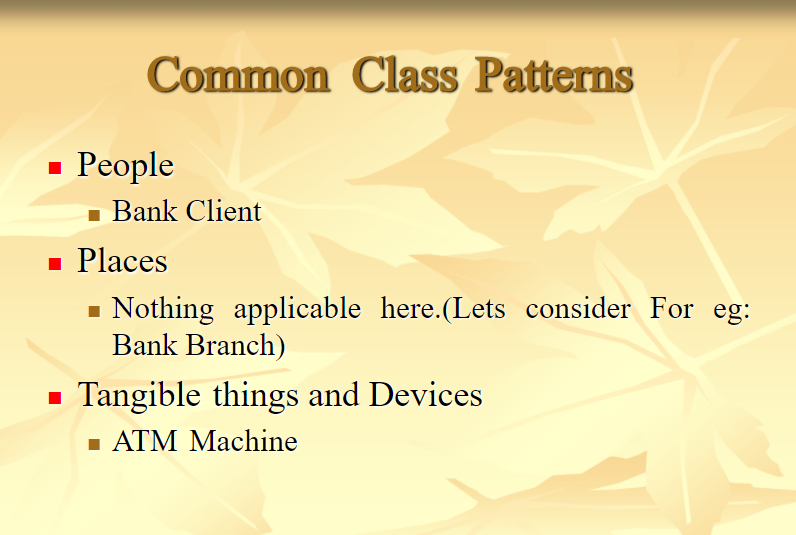 Common Class Patterns
People
Bank Client
Places
Nothing applicable here.(Lets consider For eg:
Bank Branch)
Tangible things and Devices
ATM Machine